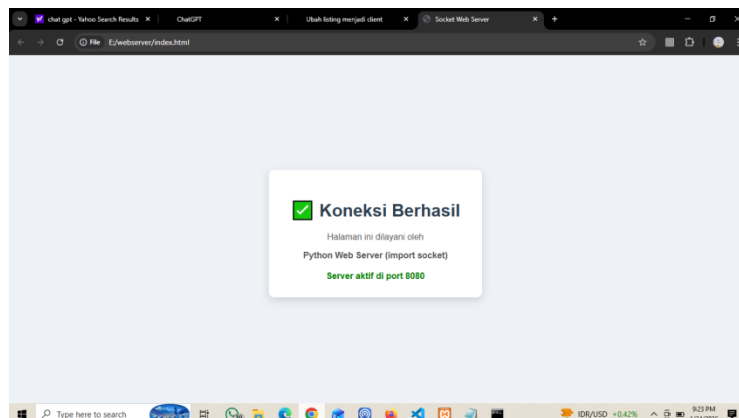 chat gpt - Yahoo Search Results
ChatGPT
Ubah listing menjadi client
Socket Web Server
File
E:/webserver/index.html
Koneksi Berhasil
Halaman ini dilayani oleh
Python Web Server (import socket)
Server aktif di port 8080
Type here to search
IDR/USD +0.42%
9:23 PM